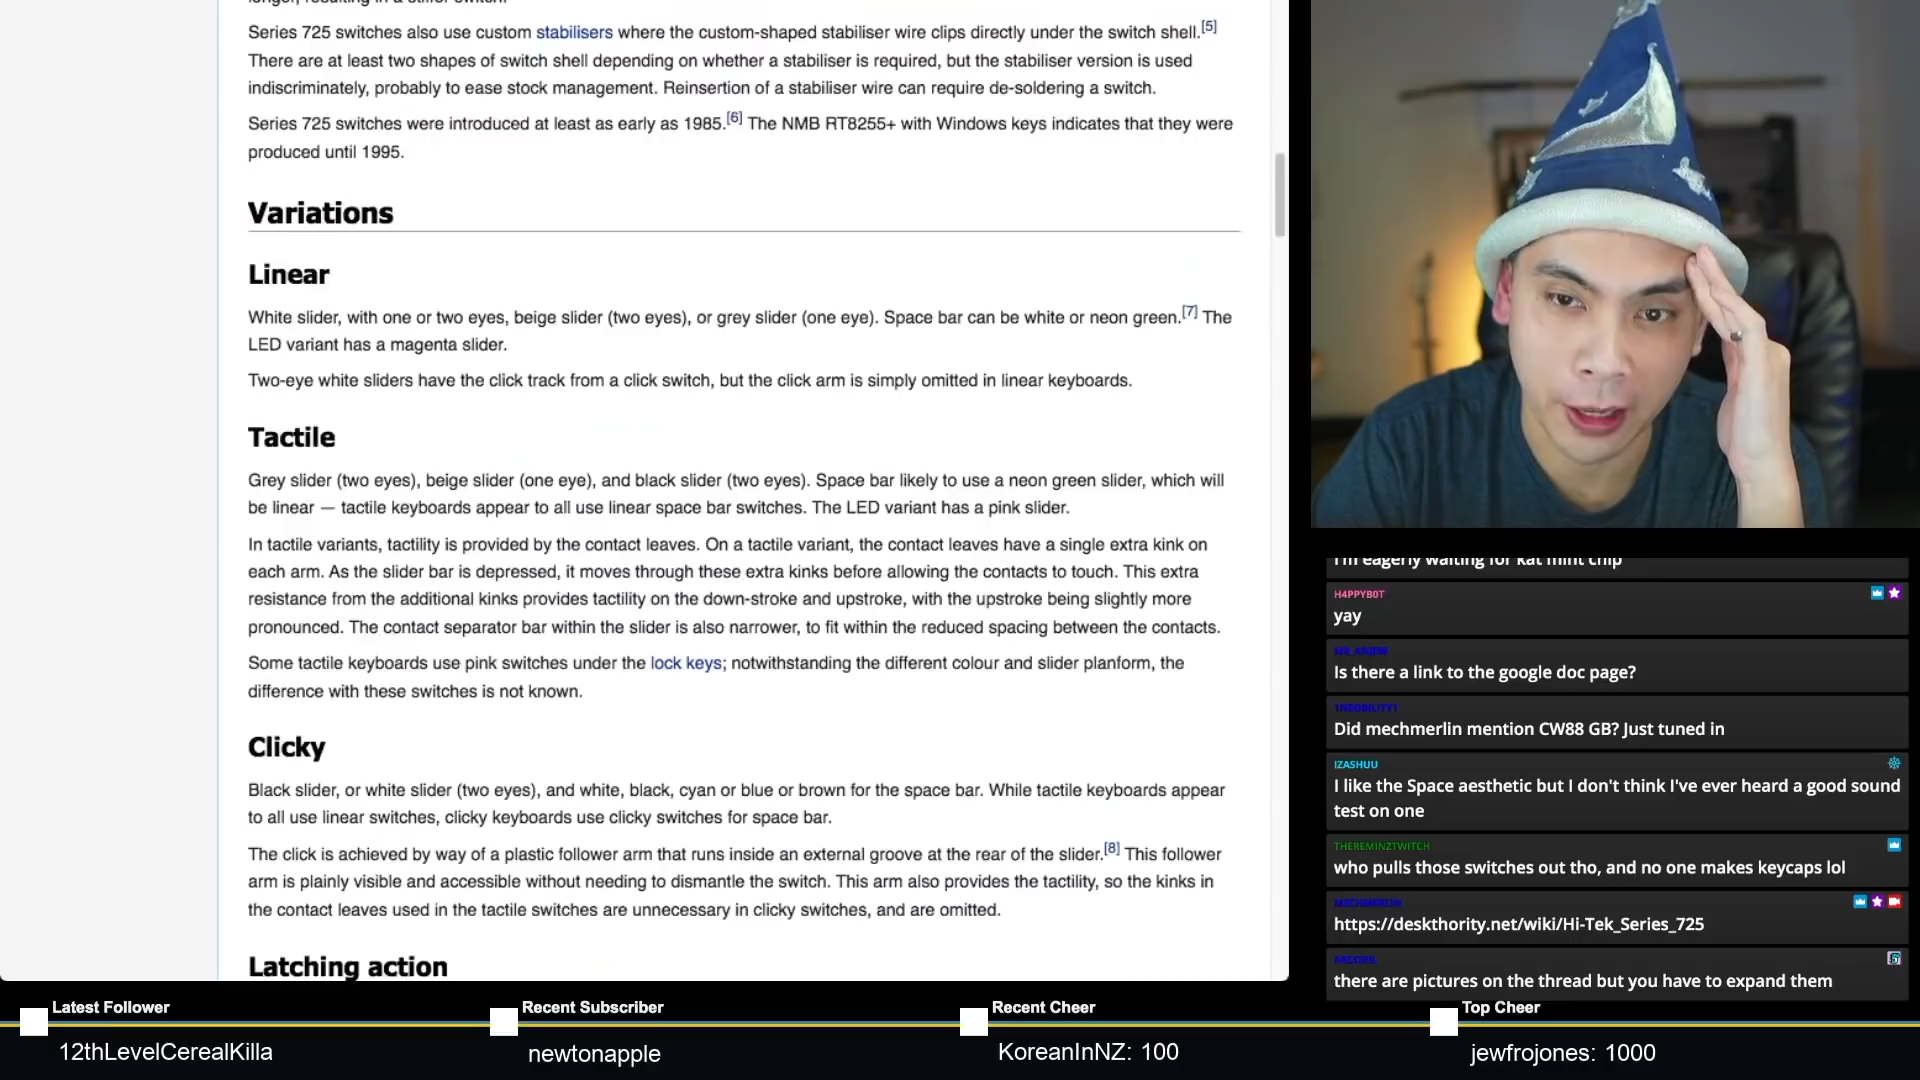 Series 725 switches also use custom stabilisers where the custom-shaped stabiliser wire clips directly under the switch shell.[5]
There are at least two shapes of switch shell depending on whether a stabiliser is required, but the stabiliser version is used
indiscriminately, probably to ease stock management. Reinsertion of a stabiliser wire can require de-soldering a switch.
Series 725 switches were introduced at least as early as 1985.[6] The NMB RT8255+ with Windows keys indicates that they were
produced until 1995.
Variations
Linear
White slider, with one or two eyes, beige slider (two eyes), or grey slider (one eye). Space bar can be white or neon green.[7] The
LED variant has a magenta slider.
Two-eye white sliders have the click track from a click switch, but the click arm is simply omitted in linear keyboards.
Tactile
Grey slider (two eyes), beige slider (one eye), and black slider (two eyes). Space bar likely to use a neon green slider, which will
be linear — tactile keyboards appear to all use linear space bar switches. The LED variant has a pink slider.
In tactile variants, tactility is provided by the contact leaves. On a tactile variant, the contact leaves have a single extra kink on
each arm. As the slider bar is depressed, it moves through these extra kinks before allowing the contacts to touch. This extra
resistance from the additional kinks provides tactility on the down-stroke and upstroke, with the upstroke being slightly more
pronounced. The contact separator bar within the slider is also narrower, to fit within the reduced spacing between the contacts.
Some tactile keyboards use pink switches under the lock keys; notwithstanding the different colour and slider planform, the
difference with these switches is not known.
Clicky
Black slider, or white slider (two eyes), and white, black, cyan or blue or brown for the space bar. While tactile keyboards appear
to all use linear switches, clicky keyboards use clicky switches for space bar.
The click is achieved by way of a plastic follower arm that runs inside an external groove at the rear of the slider.[8] This follower
arm is plainly visible and accessible without needing to dismantle the switch. This arm also provides the tactility, so the kinks in
the contact leaves used in the tactile switches are unnecessary in clicky switches, and are omitted.
Latching action
I'm eagerly waiting for kat mint chip
H4PPYB0T
yay
Is there a link to the google doc page?
Did mechmerlin mention CW88 GB? Just tuned in
IZASHUU
I like the Space aesthetic but I don't think I've ever heard a good sound
test on one
THEREMINZTWITCH
who pulls those switches out tho, and no one makes keycaps lol
MECHMERLIN
https://deskthority.net/wiki/Hi-Tek_Series_725
there are pictures on the thread but you have to expand them
Latest Follower
12thLevelCerealKilla
Recent Subscriber
newtonapple
Recent Cheer
KoreanInNZ: 100
Top Cheer
jewfrojones: 1000